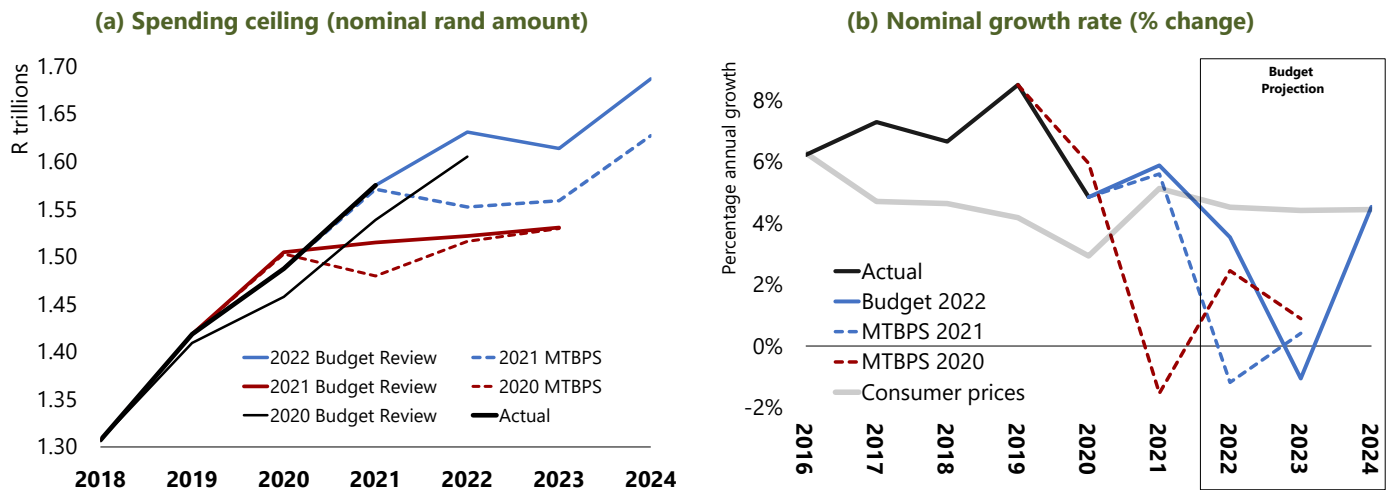 (a) Spending ceiling (nominal rand amount)
R trillions
1.70
1.65
1.60
1.55
1.50
1.45
1.40
1.35
1.30
2022 Budget Review
2021 MTBPS
2021 Budget Review
2020 MTBPS
2020 Budget Review
Actual
2018
2019
2020
2021
2022
2023
2024
(b) Nominal growth rate (% change)
Percentage annual growth
8%
6%
4%
2%
0%
-2%
Budget
Projection
Actual
Budget 2022
MTBPS 2021
MTBPS 2020
Consumer prices
2016
2017
2018
2019
2020
2021
2022
2023
2024